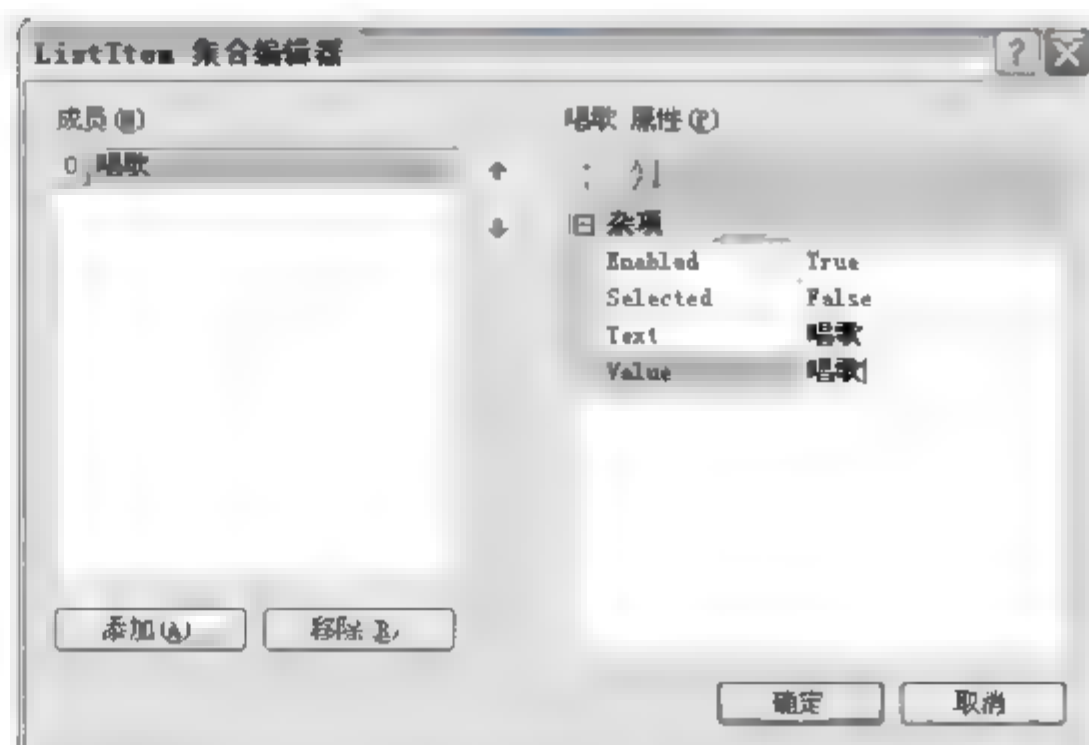 ListItem 集合编辑器
成员(M)
0 唱歌
添加(A)
移除(R)
唱歌 属性(P)
杂项
Enabled True
Selected False
Text 唱歌
Value 唱歌
确定 取消